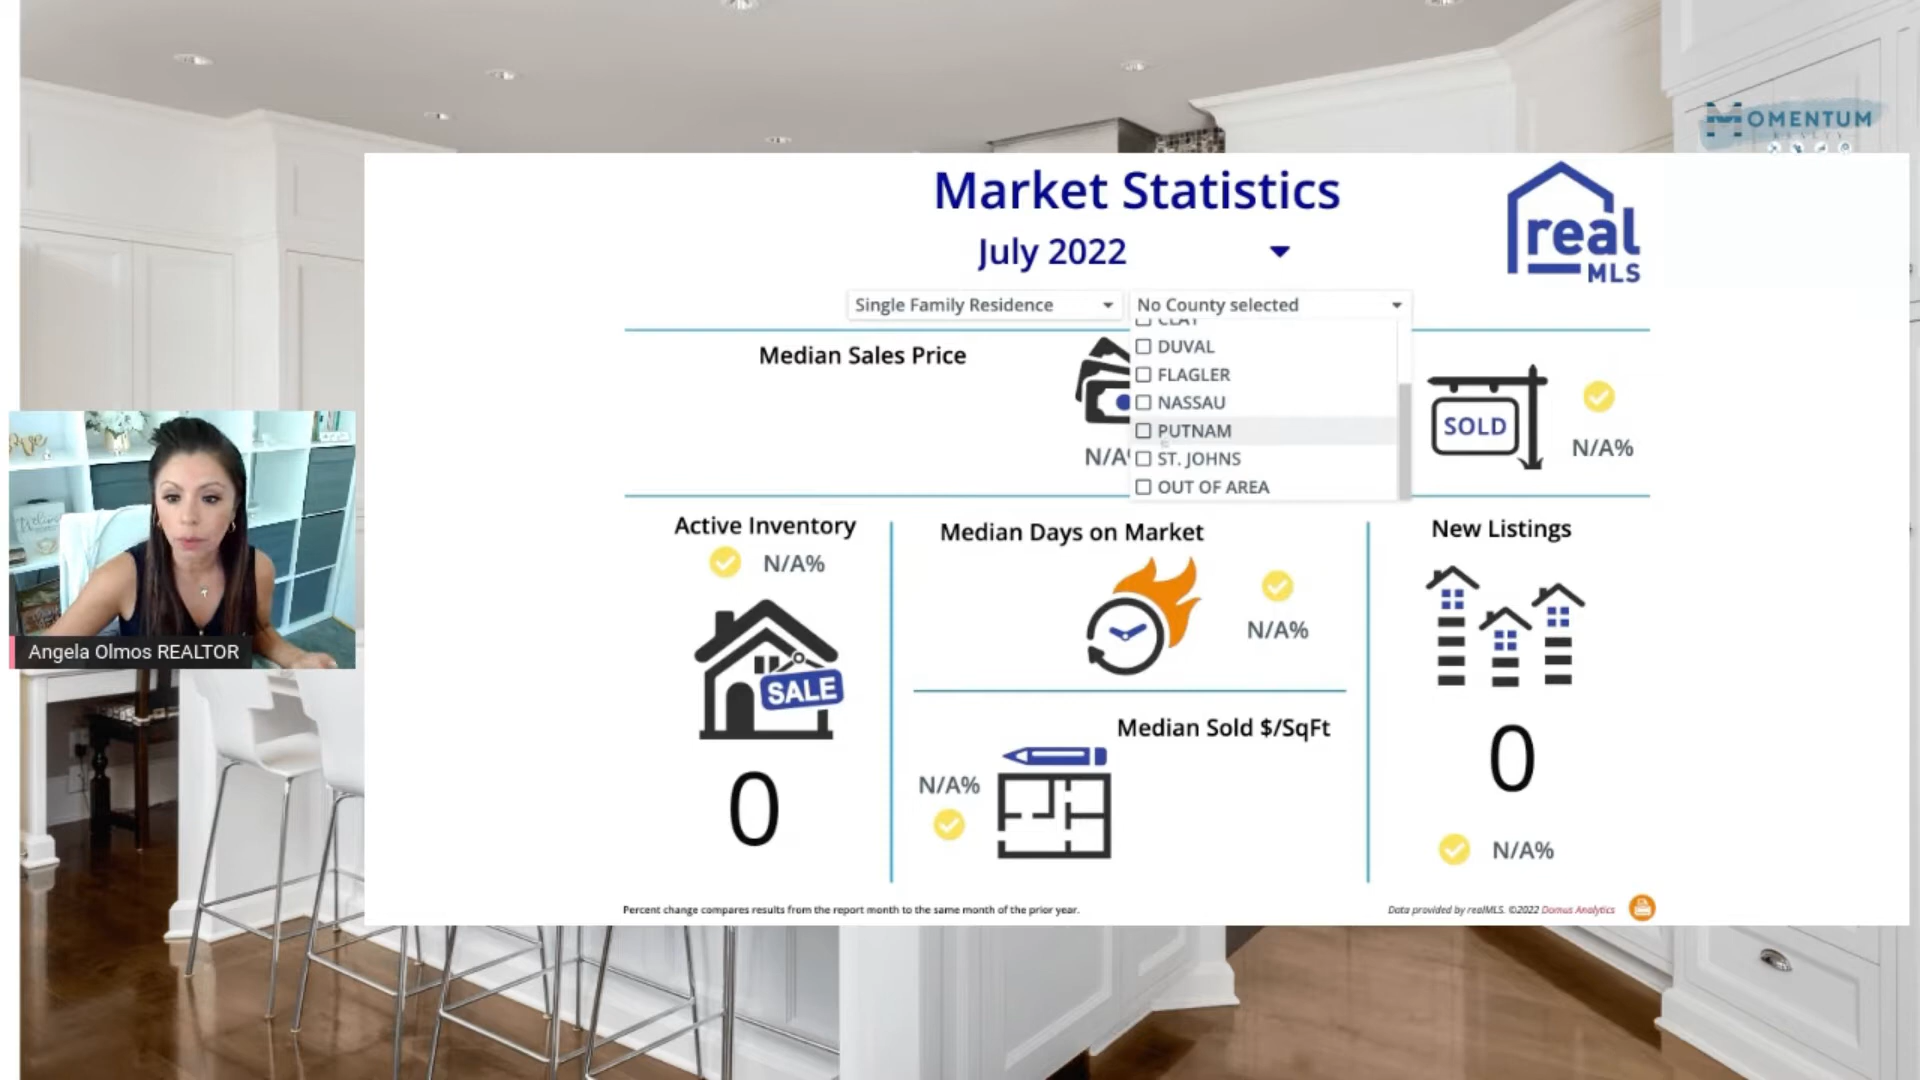 MOMENTUM
Market Statistics
July 2022
real
MLS
Single Family Residence
No County selected
CLAY
DUVAL
FLAGLER
NASSAU
PUTNAM
ST. JOHNS
OUT OF AREA
Median Sales Price
N/A
SOLD
N/A%
Active Inventory
N/A%
SALE
0
Median Days on Market
N/A%
Median Sold $/SqFt
N/A%
New Listings
0
N/A%
Percent change compares results from the report month to the same month of the prior year.
Data provided by realMLS. ©2022 Domus Analytics
Angela Olmos REALTOR